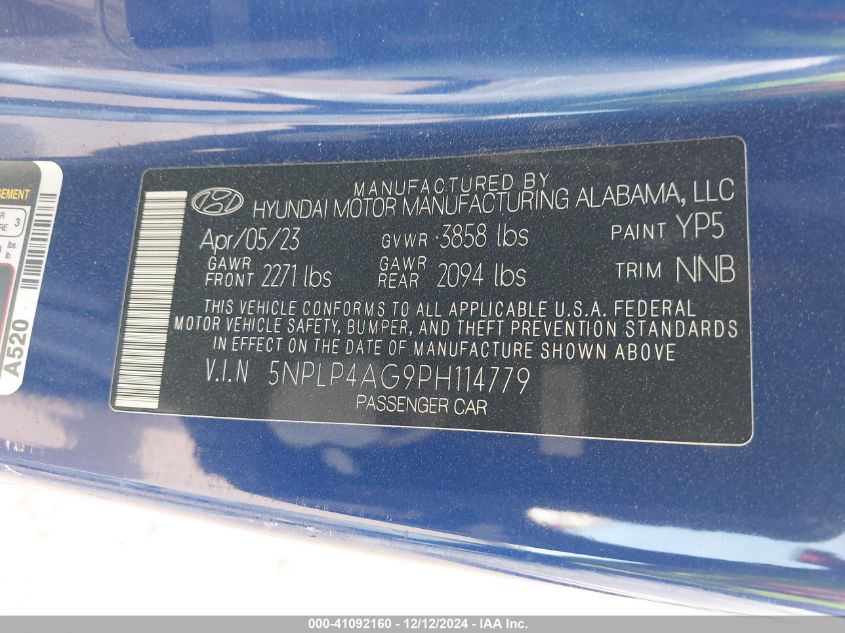 GEMENT
3
A520
MANUFACTURED BY
HYUNDAI MOTOR MANUFACTURING ALABAMA, LLC
Apr/05/23 GVWR 3858 lbs PAINT YP5
GAWR FRONT 2271 lbs GAWR REAR 2094 lbs TRIM NNB
THIS VEHICLE CONFORMS TO ALL APPLICABLE U.S.A. FEDERAL
MOTOR VEHICLE SAFETY, BUMPER, AND THEFT PREVENTION STANDARDS
IN EFFECT ON THE DATE OF MANUFACTURE SHOWN ABOVE
V.I.N 5NPLP4AG9PH114779
PASSENGER CAR
000-41092160 - 12/12/2024 - IAA Inc.